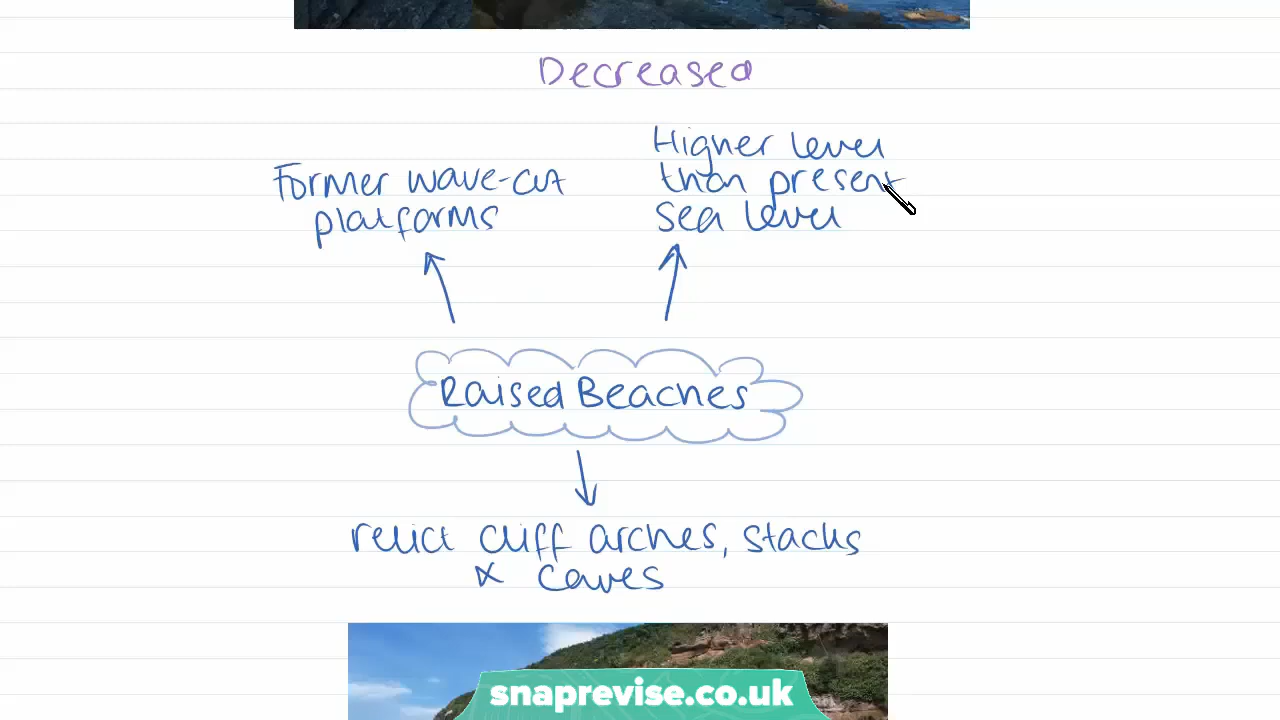 Decreased
Former wave-cut
platforms
Higher level
than present
sea level
Raised Beaches
relict cliff arches, stacks
& caves
snaprevise.co.uk